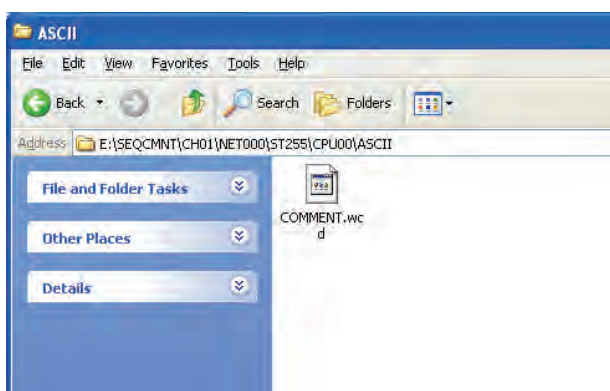 ASCII
File Edit View Favorites Tools Help
Back Search Folders
Address E:\SEQCMNT\CH01\NET000\ST255\CPU00\ASCII
File and Folder Tasks
Other Places
Details
COMMENT.wc
d